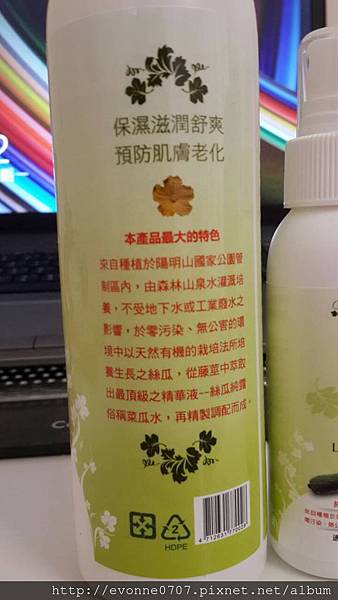 保濕滋潤舒爽
預防肌膚老化
本產品最大的特色
來自種植於陽明山國家公園管
制區內，由森林山泉水灌溉培
養，不受地下水或工業廢水之
影響，於零污染、無公害的環
境中以天然有機的栽培法所培
養生長之絲瓜，從藤莖中萃取
出最頂級之精華液--絲瓜純露
俗稱菜瓜水，再精製調配而成。
2
HDPE
http://evonne0707.pixnet.net/album